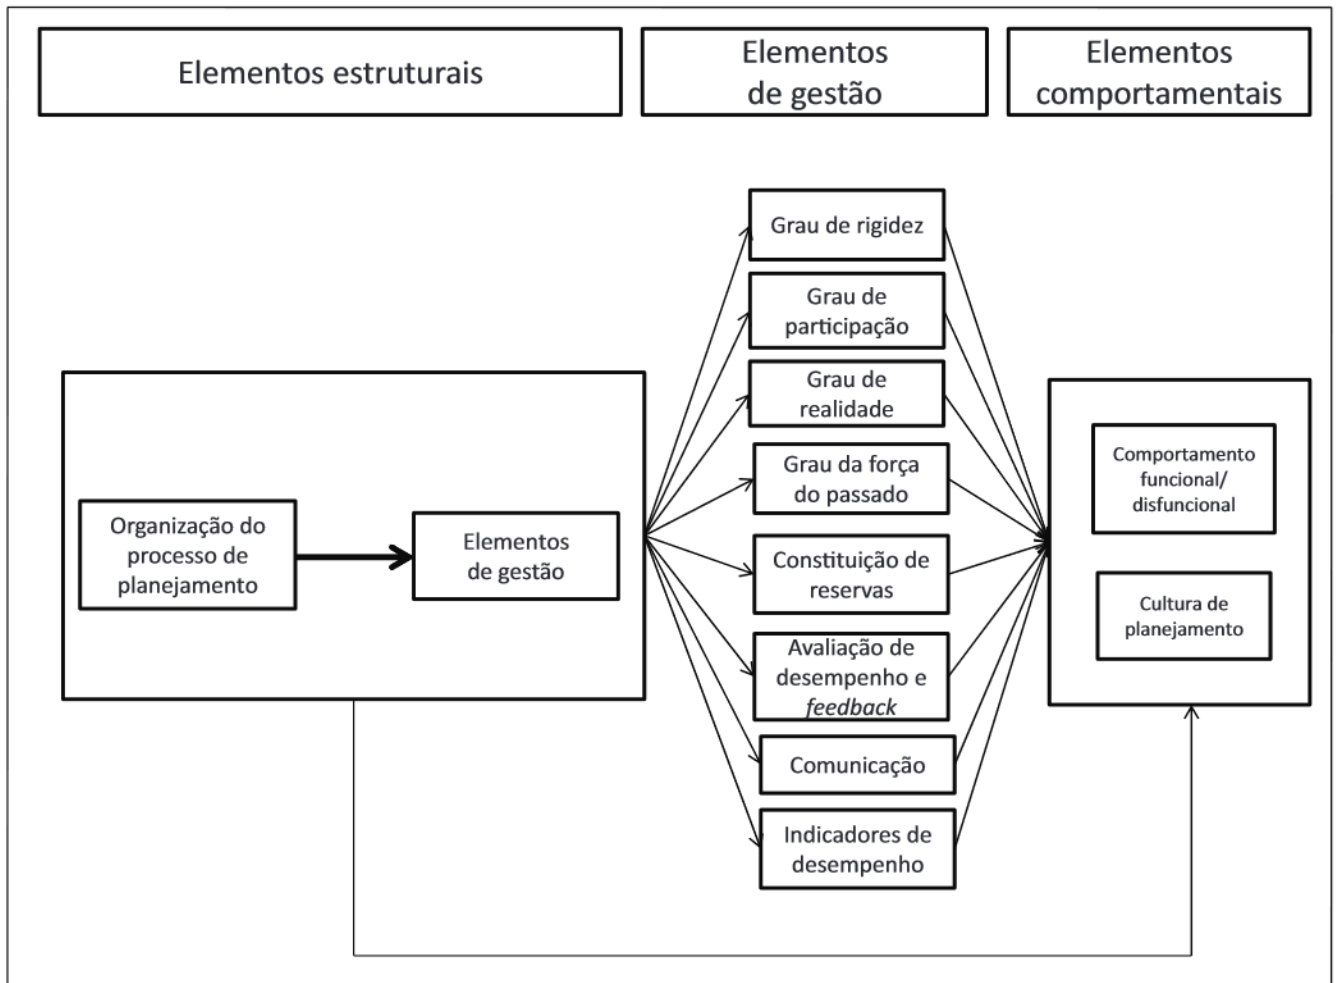 Elementos estruturais
Elementos
de gestão
Elementos
comportamentais
Organização do
processo de
planejamento
Elementos
de gestão
Grau de rigidez
Grau de
participação
Grau de
realidade
Grau da força
do passado
Constituição de
reservas
Avaliação de
desempenho e
feedback
Comunicação
Indicadores de
desempenho
Comportamento
funcional/
disfuncional
Cultura de
planejamento